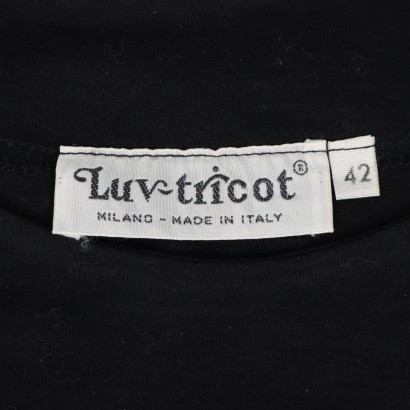 Luv-tricot®
42
MILANO - MADE IN ITALY